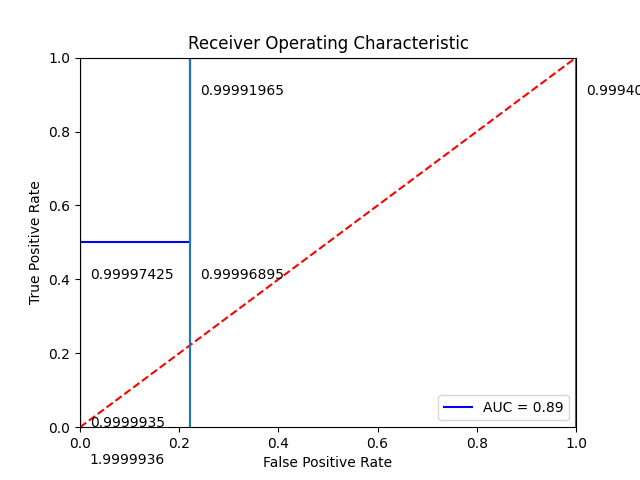 Receiver Operating Characteristic
1.0
0.99991965
0.99940
0.8
0.6
True Positive Rate
0.4
0.99997425
0.99996895
0.2
AUC = 0.89
0.0
0.9999935
0.0 0.2 0.4 0.6 0.8 1.0
1.9999936
False Positive Rate